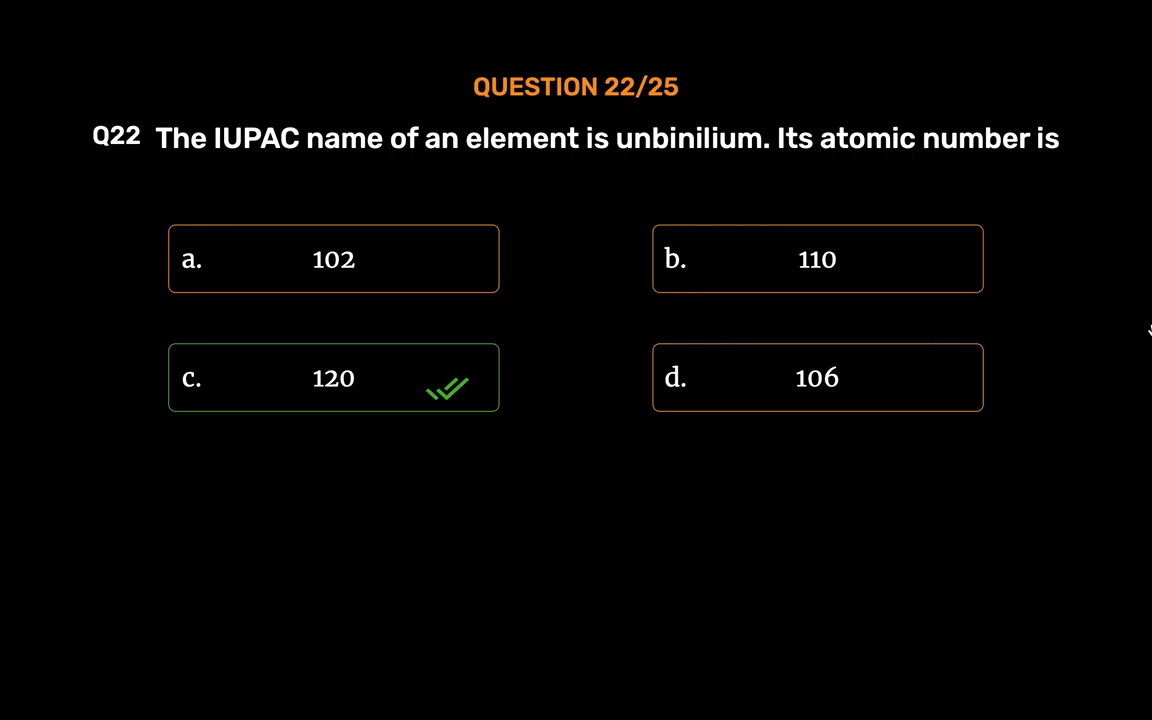 QUESTION 22/25
Q22 The IUPAC name of an element is unbinilium. Its atomic number is
a. 102
b. 110
c. 120
d. 106